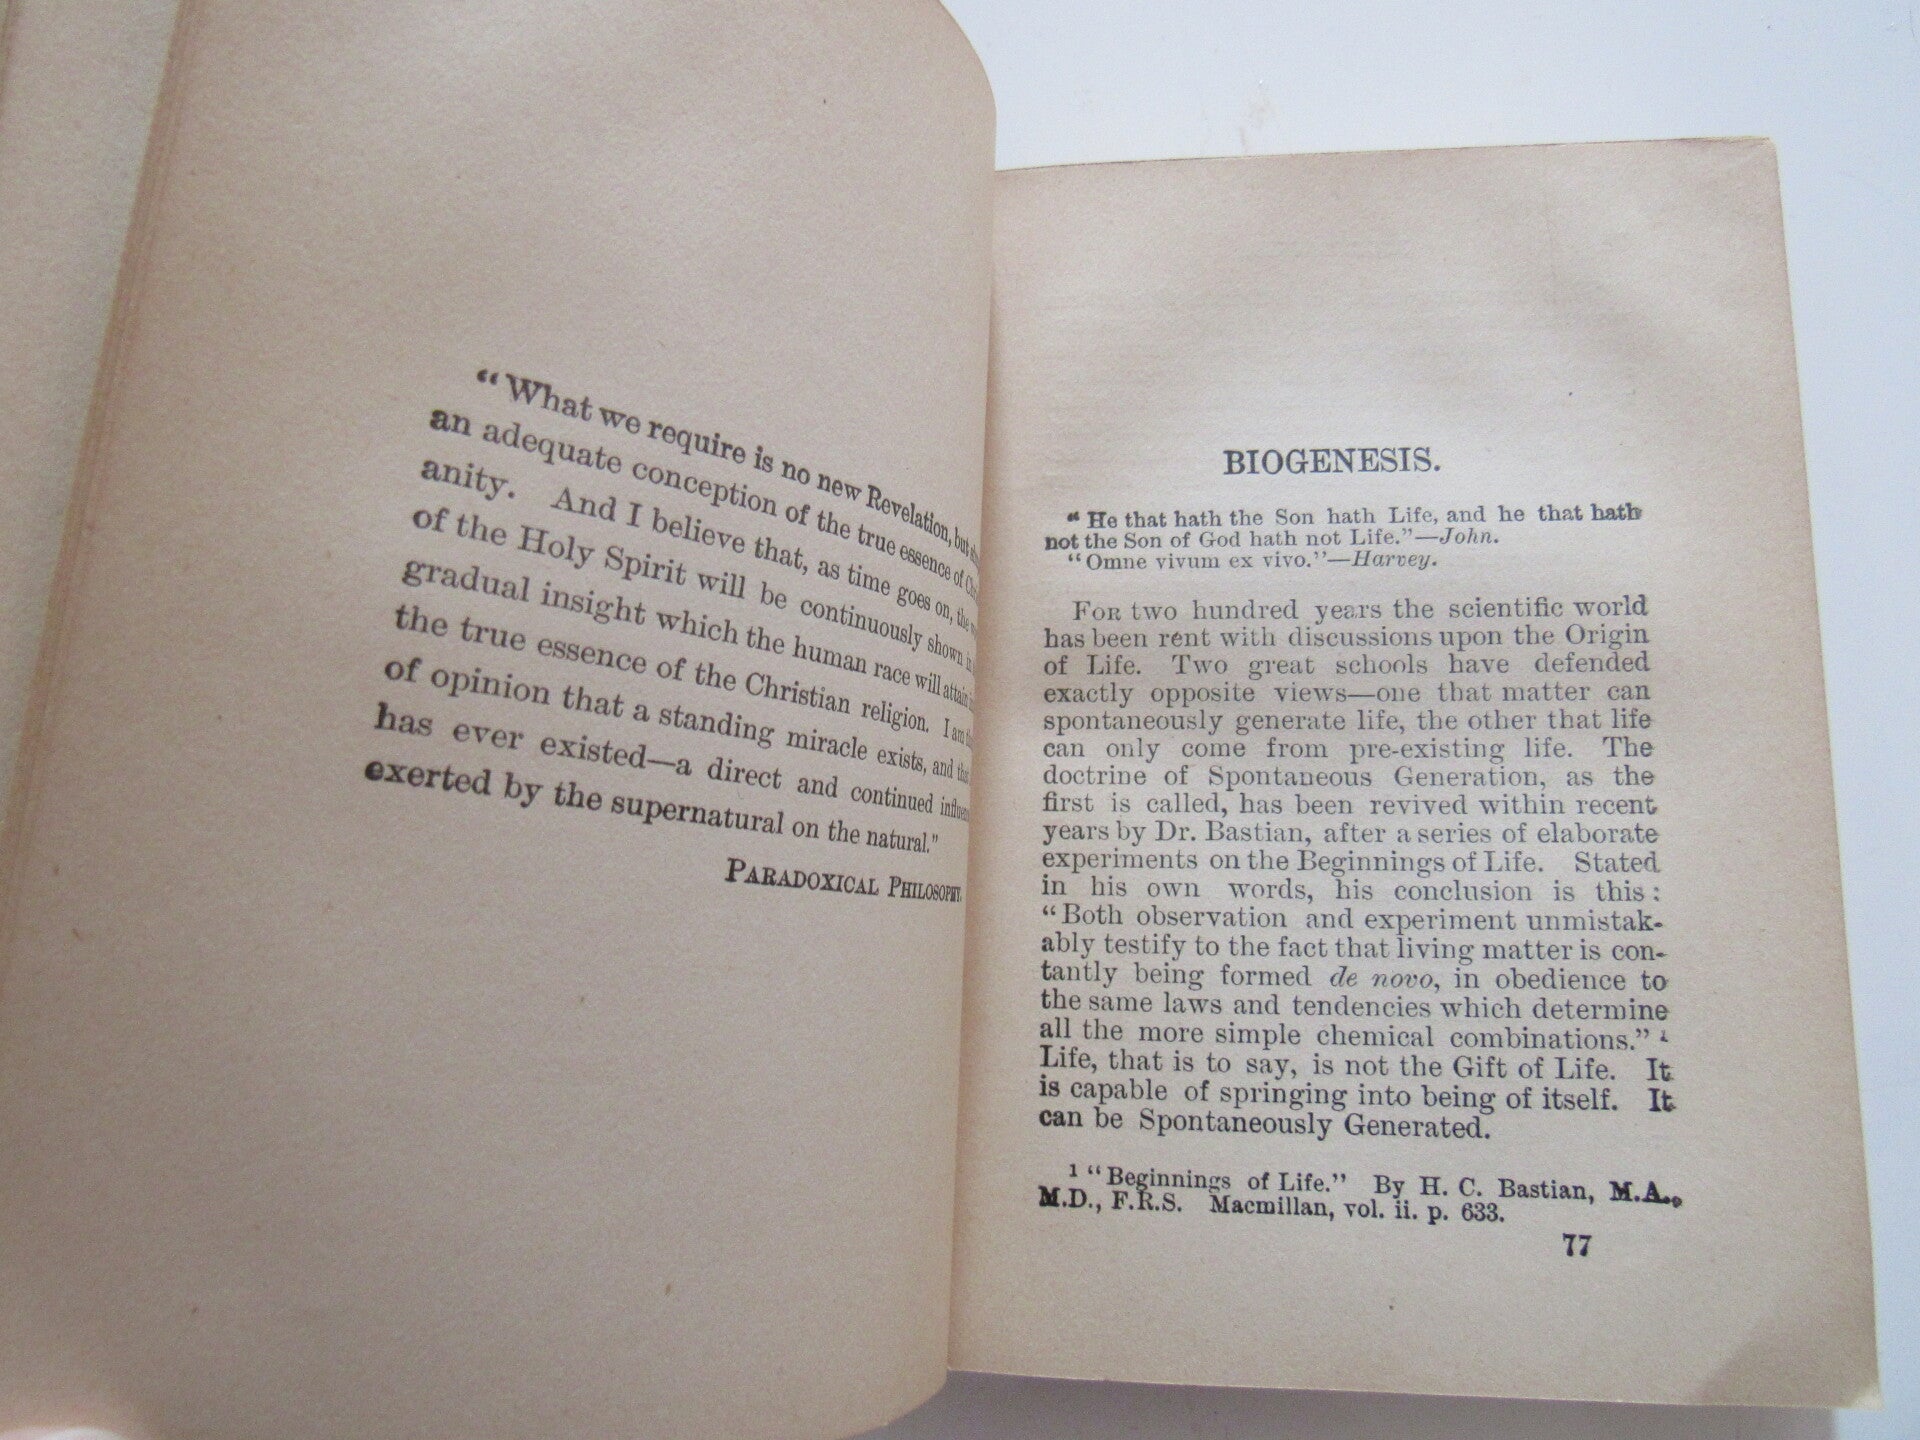 "What we require is no new Revelation, but
an adequate conception of the true essence of
anity. And I believe that, as time goes on, the
of the Holy Spirit will be continuously shown
gradual insight which the human race will attain
the true essence of the Christian religion. I am
of opinion that a standing miracle exists, and
has ever existed—a direct and continued
exerted by the supernatural on the natural."
PARADOXICAL PHILOSOPHY.
BIOGENESIS.
"He that hath the Son hath Life, and he that hath
not the Son of God hath not Life."—John.
"Omne vivum ex vivo."—Harvey.
FOR two hundred years the scientific world
has been rent with discussions upon the Origin
of Life. Two great schools have defended
exactly opposite views—one that matter can
spontaneously generate life, the other that life
can only come from pre-existing life. The
doctrine of Spontaneous Generation, as the
first is called, has been revived within recent
years by Dr. Bastian, after a series of elaborate
experiments on the Beginnings of Life. Stated
in his own words, his conclusion is this:
"Both observation and experiment unmistak-
ably testify to the fact that living matter is con-
tantly being formed de novo, in obedience to
the same laws and tendencies which determine
all the more simple chemical combinations." 1
Life, that is to say, is not the Gift of Life. It
is capable of springing into being of itself. It
can be Spontaneously Generated.
1 "Beginnings of Life." By H. C. Bastian, M.A.,
M.D., F.R.S. Macmillan, vol. ii. p. 633.
77